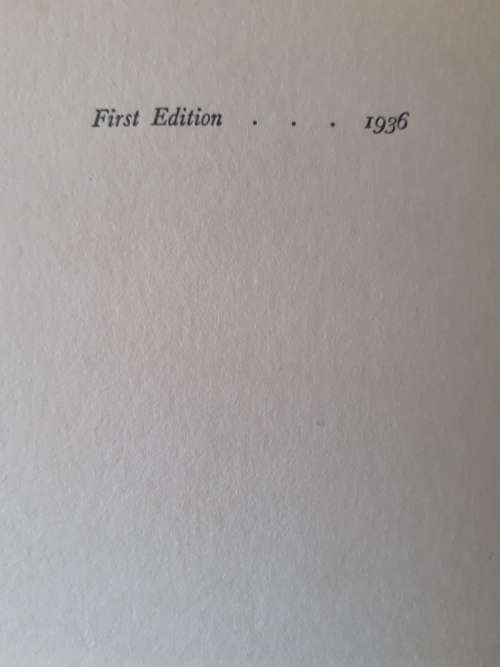 First Edition . . . 1936